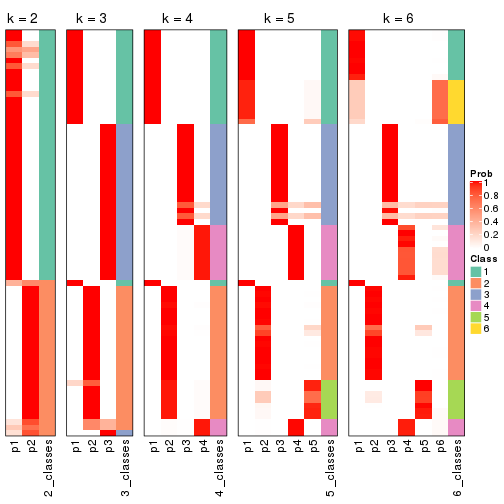 k = 2
k = 3
k = 4
k = 5
k = 6
Prob
1
0.8
0.6
0.4
0.2
0
Class
1
2
3
4
5
6
p1
p2
2_classes
p1
p2
p3
3_classes
p1
p2
p3
p4
4_classes
p1
p2
p3
p4
p5
5_classes
p1
p2
p3
p4
p5
p6
6_classes